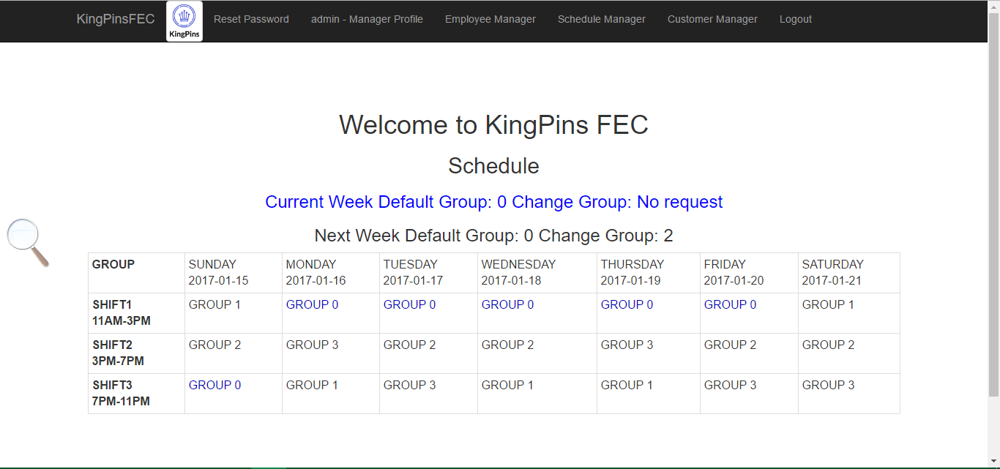 KingPinsFEC KingPins Reset Password admin - Manager Profile Employee Manager Schedule Manager Customer Manager Logout
Welcome to KingPins FEC
Schedule
Current Week Default Group: 0 Change Group: No request
Next Week Default Group: 0 Change Group: 2
GROUP SUNDAY MONDAY TUESDAY WEDNESDAY THURSDAY FRIDAY SATURDAY
2017-01-15 2017-01-16 2017-01-17 2017-01-18 2017-01-19 2017-01-20 2017-01-21
SHIFT1 GROUP 1 GROUP 0 GROUP 0 GROUP 0 GROUP 0 GROUP 0 GROUP 1
11AM-3PM
SHIFT2 GROUP 2 GROUP 3 GROUP 2 GROUP 2 GROUP 3 GROUP 2 GROUP 2
3PM-7PM
SHIFT3 GROUP 0 GROUP 1 GROUP 3 GROUP 1 GROUP 1 GROUP 3 GROUP 3
7PM-11PM